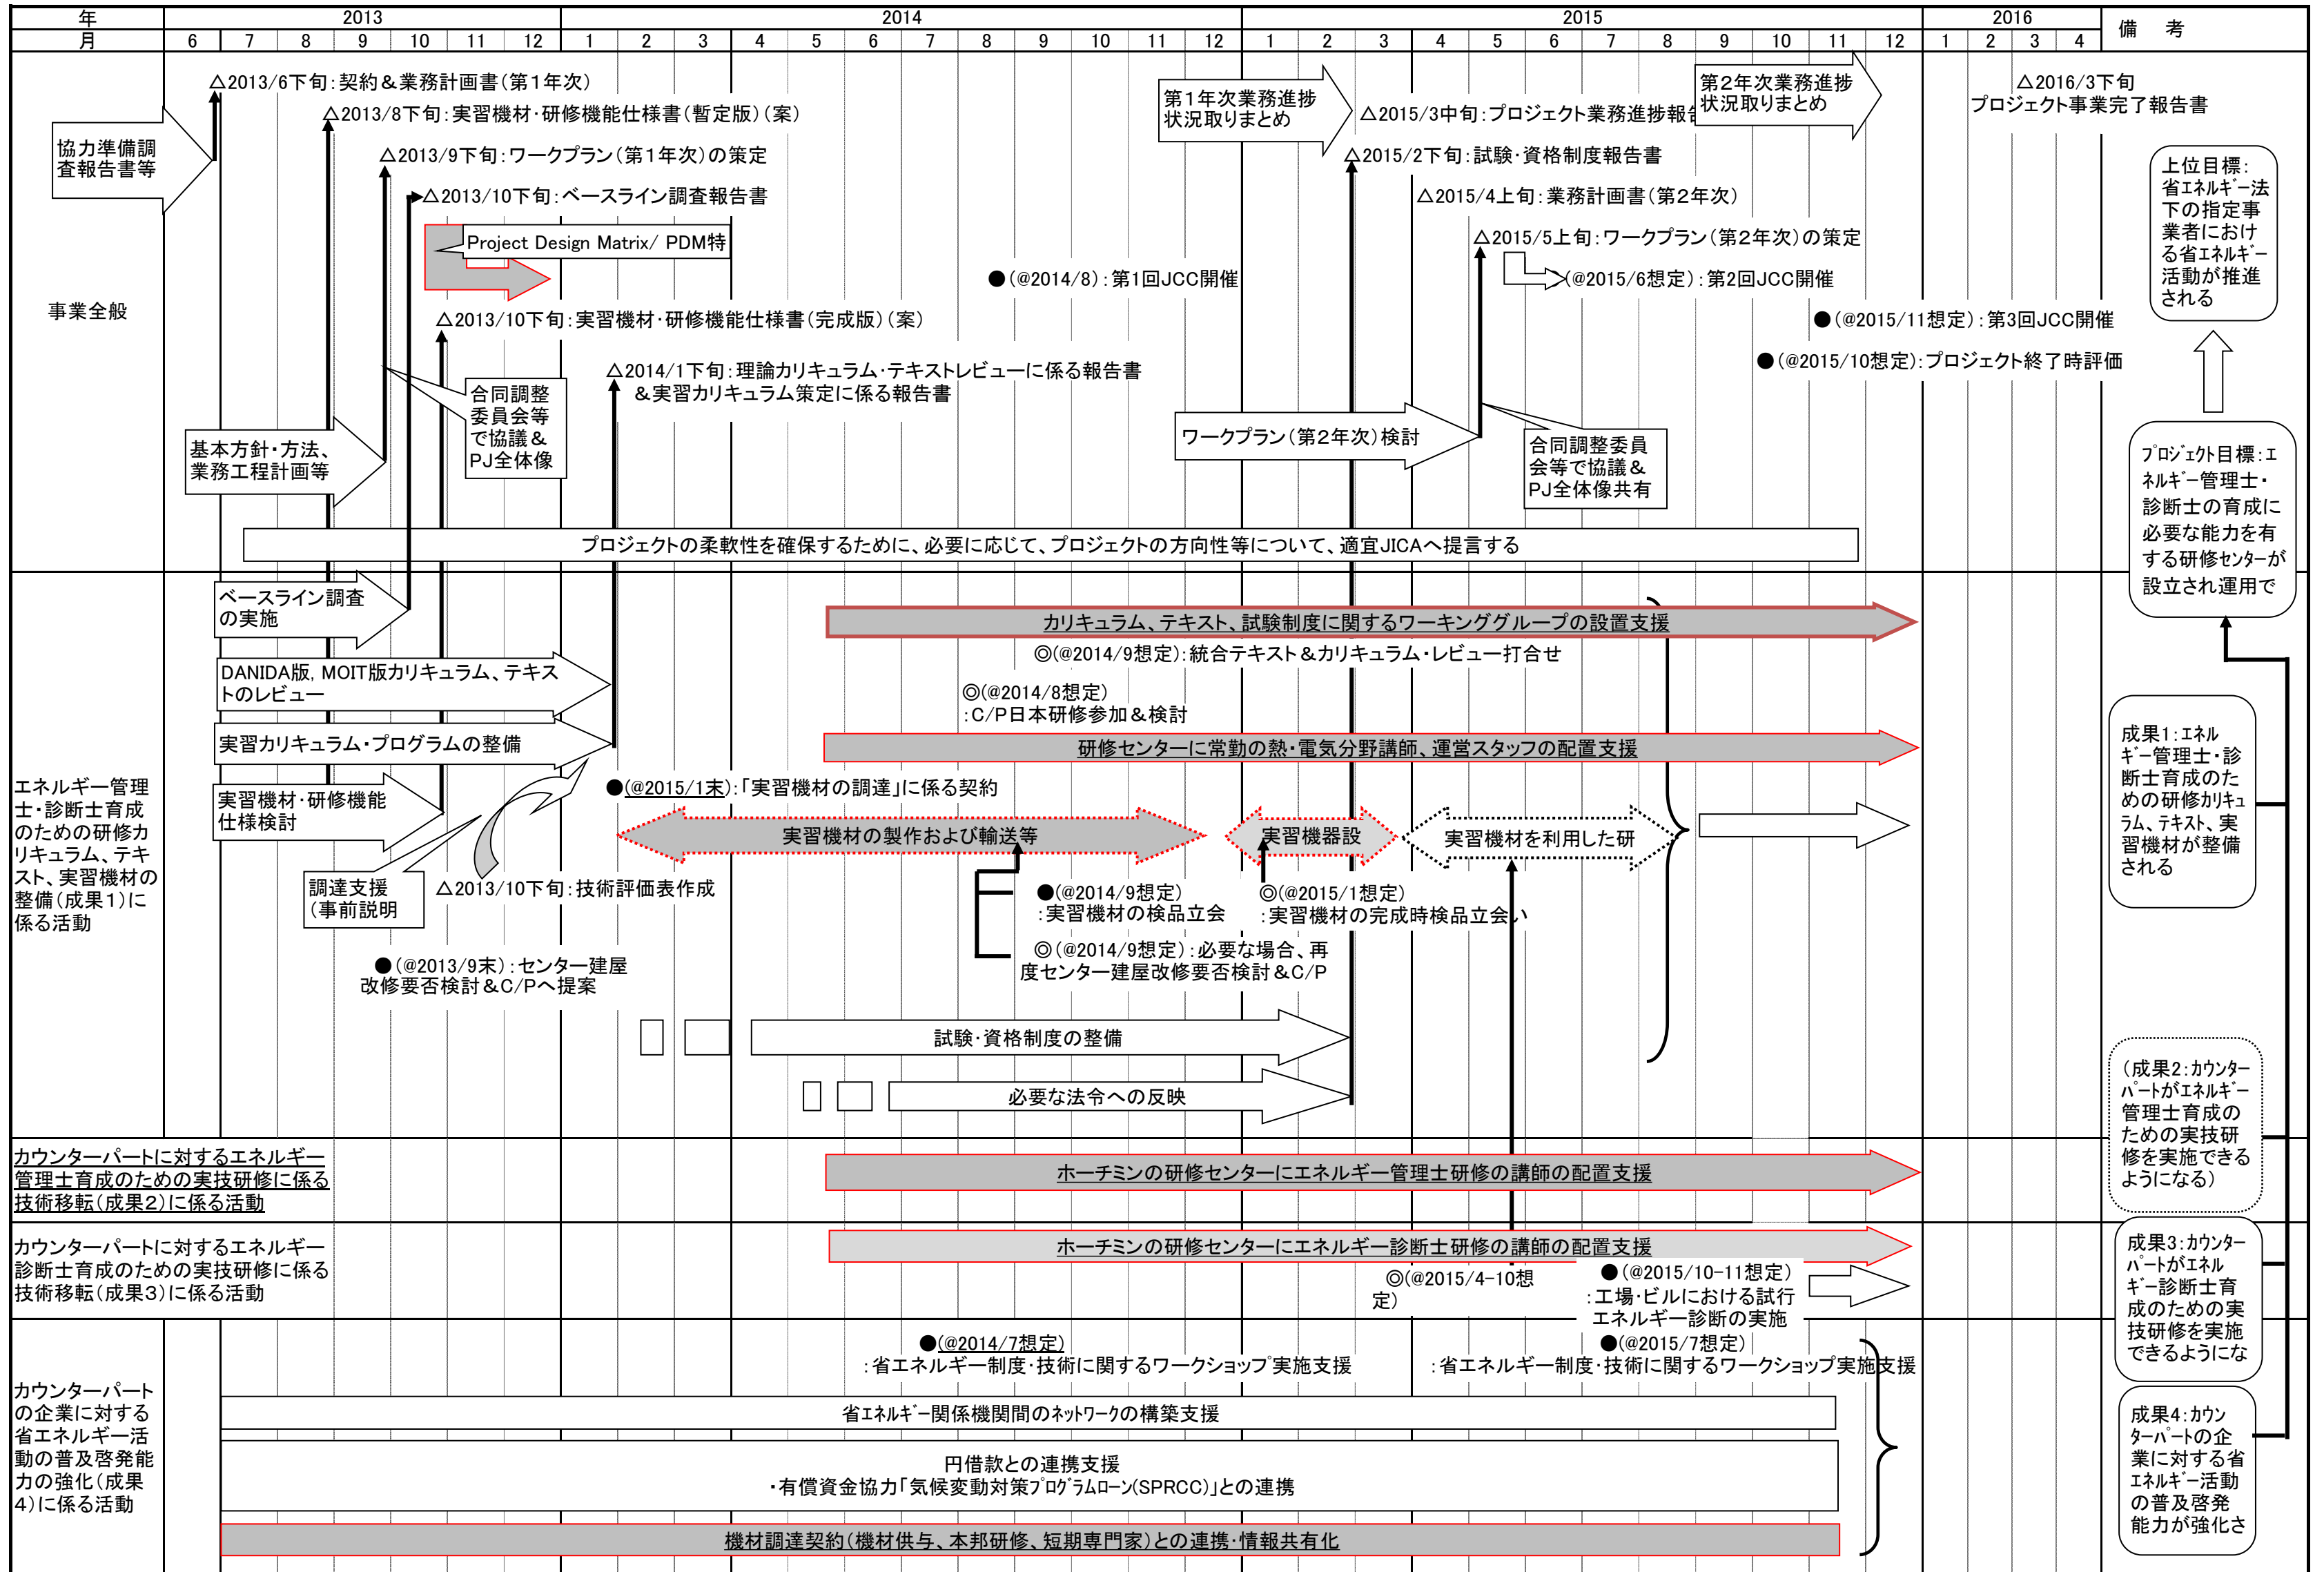 年
2013
2014
2015
2016
備　考
月
6 7 8 9 10 11 12 1 2 3 4 5 6 7 8 9 10 11 12 1 2 3 4 5 6 7 8 9 10 11 12 1 2 3 4
事業全般
△2013/6下旬：契約＆業務計画書（第１年次）
協力準備調
査報告書等
△2013/8下旬：実習機材・研修機能仕様書（暫定版）（案）
△2013/9下旬：ワークプラン（第１年次）の策定
△2013/10下旬：ベースライン調査報告書
Project Design Matrix/ PDM特
△2013/10下旬：実習機材・研修機能仕様書（完成版）（案）
△2014/1下旬：理論カリキュラム・テキストレビューに係る報告書
＆実習カリキュラム策定に係る報告書
合同調整
委員会等
で協議＆
PJ全体像
基本方針・方法、
業務工程計画等
●（@2014/8）：第1回JCC開催
第１年次業務進捗
状況取りまとめ
△2015/3中旬：プロジェクト業務進捗報告
第２年次業務進捗
状況取りまとめ
△2016/3下旬
プロジェクト事業完了報告書
△2015/2下旬：試験・資格制度報告書
△2015/4上旬：業務計画書（第２年次）
△2015/5上旬：ワークプラン（第２年次）の策定
（@2015/6想定）：第2回JCC開催
●（@2015/11想定）：第3回JCC開催
●（@2015/10想定）：プロジェクト終了時評価
ワークプラン（第２年次）検討
合同調整委員
会等で協議＆
PJ全体像共有
プロジェクトの柔軟性を確保するために、必要に応じて、プロジェクトの方向性等について、適宜JICAへ提言する
エネルギー管理
士・診断士育成
のための研修カ
リキュラム、テキ
スト、実習機材の
整備（成果１）に
係る活動
ベースライン調査
の実施
DANIDA版, MOIT版カリキュラム、テキス
トのレビュー
実習カリキュラム・プログラムの整備
実習機材・研修機能
仕様検討
調達支援
（事前説明
△2013/10下旬：技術評価表作成
●（@2013/9末）：センター建屋
改修要否検討＆C/Pへ提案
カリキュラム、テキスト、試験制度に関するワーキンググループの設置支援
◎(@2014/9想定）：統合テキスト＆カリキュラム・レビュー打合せ
◎(@2014/8想定）
：C/P日本研修参加＆検討
研修センターに常勤の熱・電気分野講師、運営スタッフの配置支援
●(@2015/1末)：「実習機材の調達」に係る契約
実習機材の製作および輸送等
実習機器設
実習機材を利用した研
●(@2014/9想定）
：実習機材の検品立会
◎(@2015/1想定）
：実習機材の完成時検品立会い
◎（@2014/9想定）：必要な場合、再
度センター建屋改修要否検討＆C/P
試験・資格制度の整備
必要な法令への反映
カウンターパートに対するエネルギー
管理士育成のための実技研修に係る
技術移転（成果２）に係る活動
ホーチミンの研修センターにエネルギー管理士研修の講師の配置支援
カウンターパートに対するエネルギー
診断士育成のための実技研修に係る
技術移転（成果３）に係る活動
ホーチミンの研修センターにエネルギー診断士研修の講師の配置支援
◎(@2015/4-10想
定）
●（@2015/10-11想定）
：工場・ビルにおける試行
エネルギー診断の実施
カウンターパート
の企業に対する
省エネルギー活
動の普及啓発能
力の強化（成果
４）に係る活動
●(@2014/7想定)
：省エネルギー制度・技術に関するワークショップ実施支援
●(@2015/7想定）
：省エネルギー制度・技術に関するワークショップ実施支援
省エネルギー関係機関間のネットワークの構築支援
円借款との連携支援
・有償資金協力「気候変動対策プログラムローン(SPRCC)」との連携
機材調達契約（機材供与、本邦研修、短期専門家）との連携・情報共有化
上位目標：
省エネルギー法
下の指定事
業者におけ
る省エネルギー
活動が推進
される
プロジェクト目標：エ
ネルギー管理士・
診断士の育成に
必要な能力を有
する研修センターが
設立され運用で
成果１：エネル
ギー管理士・診
断士育成のた
めの研修カリキュ
ラム、テキスト、実
習機材が整備
される
（成果２：カウンター
パートがエネルギー
管理士育成の
ための実技研
修を実施できる
ようになる）
成果３：カウンター
パートがエネル
ギー診断士育
成のための実
技研修を実施
できるようにな
成果４：カウン
ターパートの企
業に対する省
エネルギー活動
の普及啓発
能力が強化さ